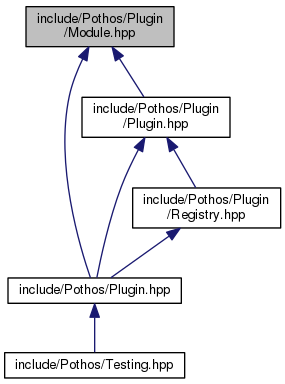 include/Pothos/Plugin
/Module.hpp
include/Pothos/Plugin
/Plugin.hpp
include/Pothos/Plugin
/Registry.hpp
include/Pothos/Plugin.hpp
include/Pothos/Testing.hpp